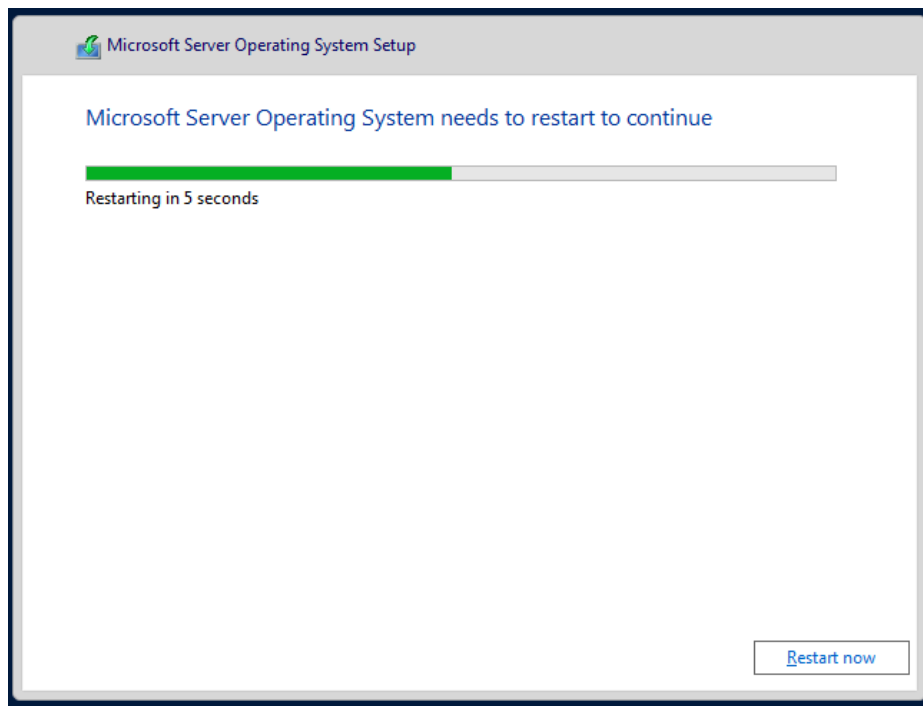 Microsoft Server Operating System Setup
Microsoft Server Operating System needs to restart to continue
Restarting in 5 seconds
Restart now